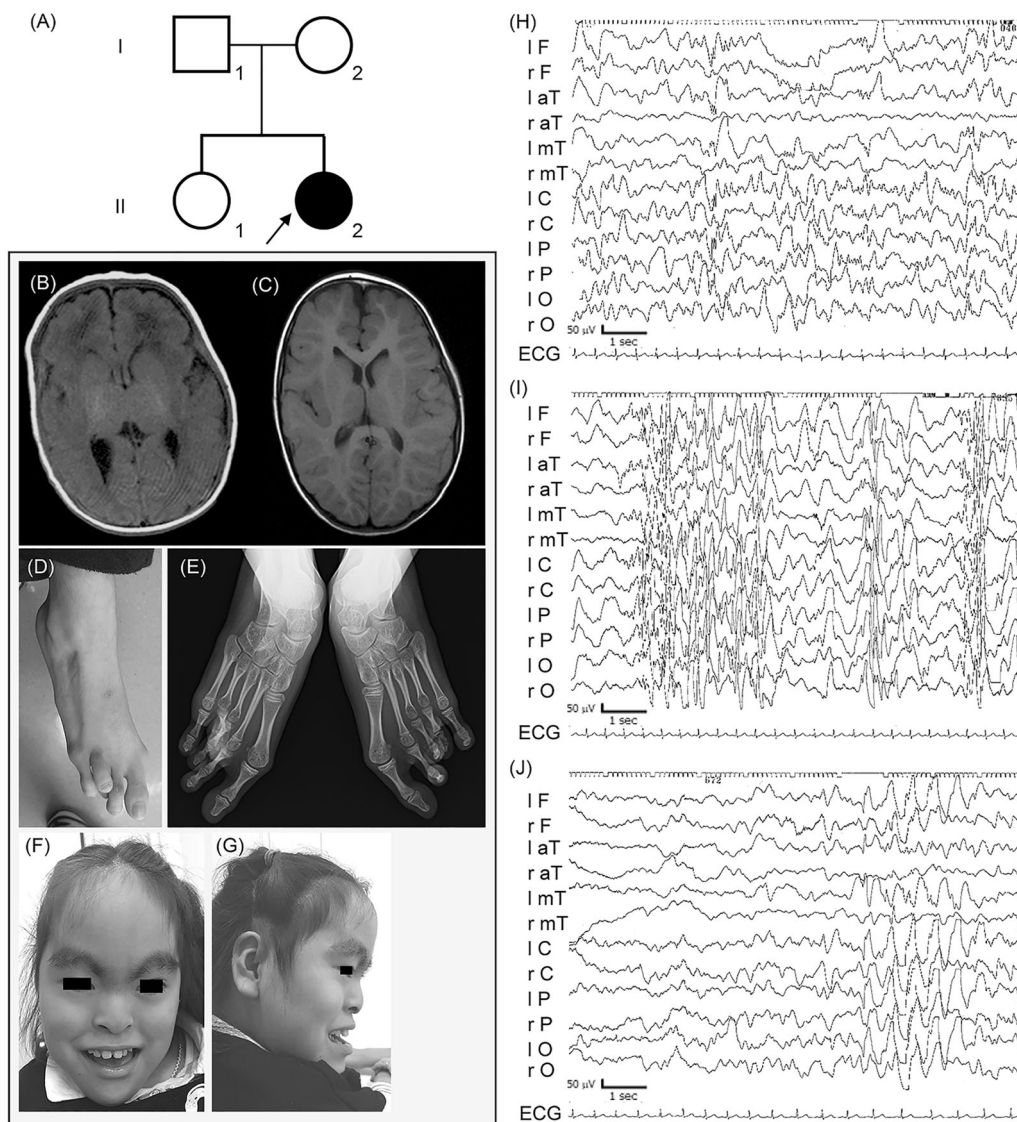 (A)
I
1
2
II
1
2
(B)
(C)
(D)
(E)
(F)
(G)
(H)
l F
r F
l aT
r aT
l mT
r mT
l C
r C
l P
r P
l O
r O
50 µV
1 sec
ECG
(I)
l F
r F
l aT
r aT
l mT
r mT
l C
r C
l P
r P
l O
r O
50 µV
1 sec
ECG
(J)
672
l F
r F
l aT
r aT
l mT
r mT
l C
r C
l P
r P
l O
r O
50 µV
1 sec
ECG